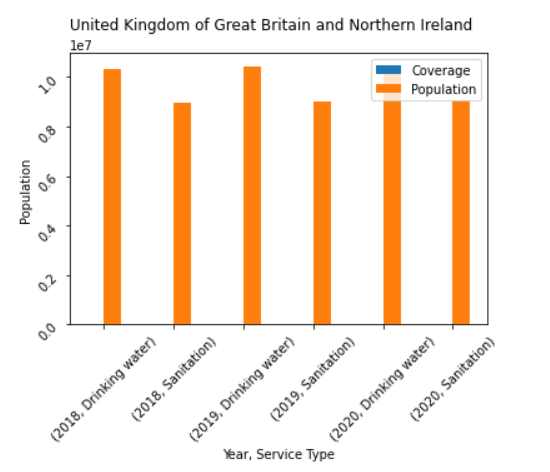 United Kingdom of Great Britain and Northern Ireland
1e7
Coverage
Population
1.0
0.8
0.6
0.4
0.2
0.0
Population
(2018, Drinking water)
(2018, Sanitation)
(2019, Drinking water)
(2019, Sanitation)
(2020, Drinking water)
(2020, Sanitation)
Year, Service Type